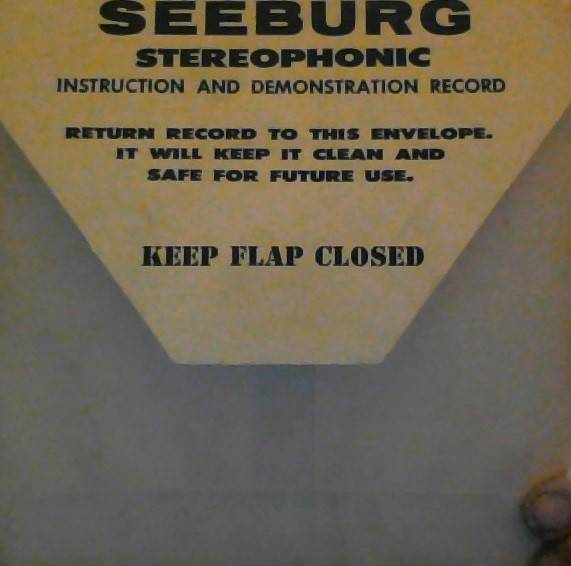 SEEBURG
STEREOPHONIC
INSTRUCTION AND DEMONSTRATION RECORD
RETURN RECORD TO THIS ENVELOPE.
IT WILL KEEP IT CLEAN AND
SAFE FOR FUTURE USE.
KEEP FLAP CLOSED